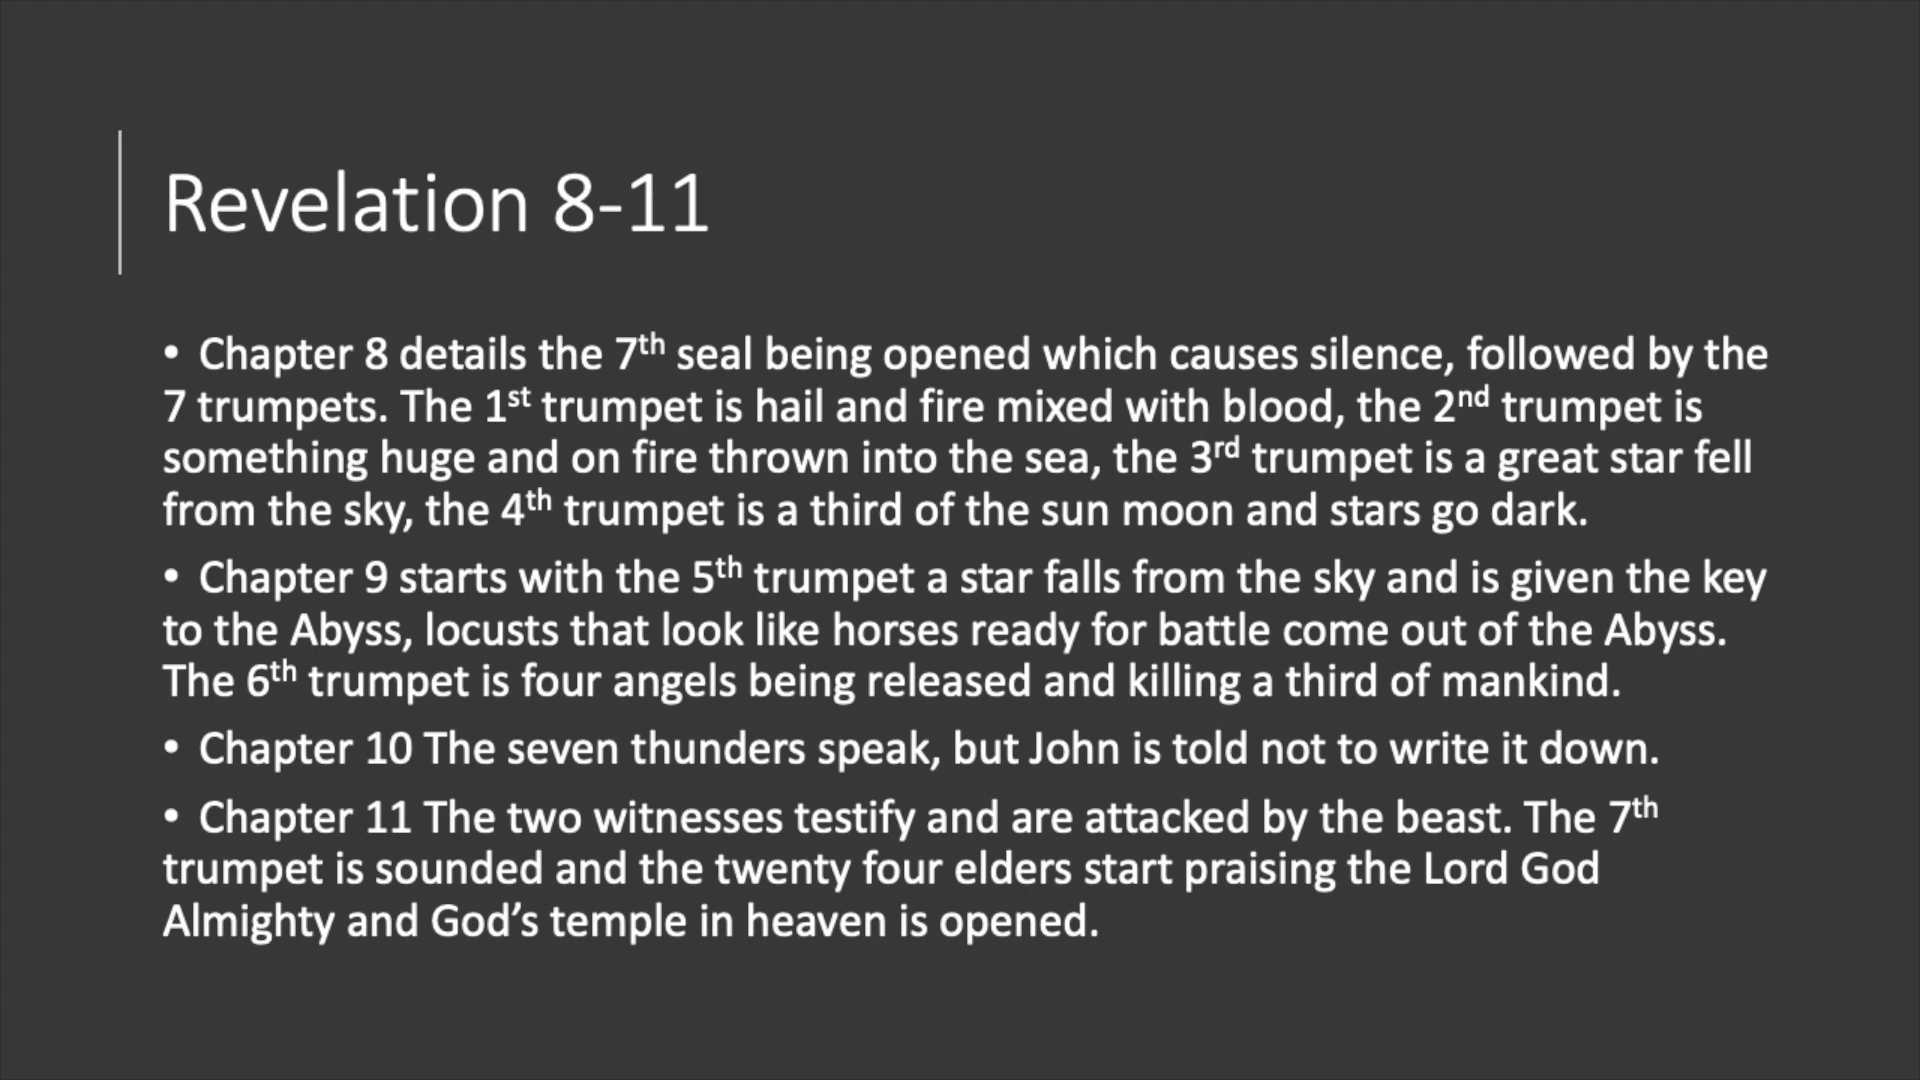 Revelation 8-11
• Chapter 8 details the 7th seal being opened which causes silence, followed by the
7 trumpets. The 1st trumpet is hail and fire mixed with blood, the 2nd trumpet is
something huge and on fire thrown into the sea, the 3rd trumpet is a great star fell
from the sky, the 4th trumpet is a third of the sun moon and stars go dark.
• Chapter 9 starts with the 5th trumpet a star falls from the sky and is given the key
to the Abyss, locusts that look like horses ready for battle come out of the Abyss.
The 6th trumpet is four angels being released and killing a third of mankind.
• Chapter 10 The seven thunders speak, but John is told not to write it down.
• Chapter 11 The two witnesses testify and are attacked by the beast. The 7th
trumpet is sounded and the twenty four elders start praising the Lord God
Almighty and God’s temple in heaven is opened.